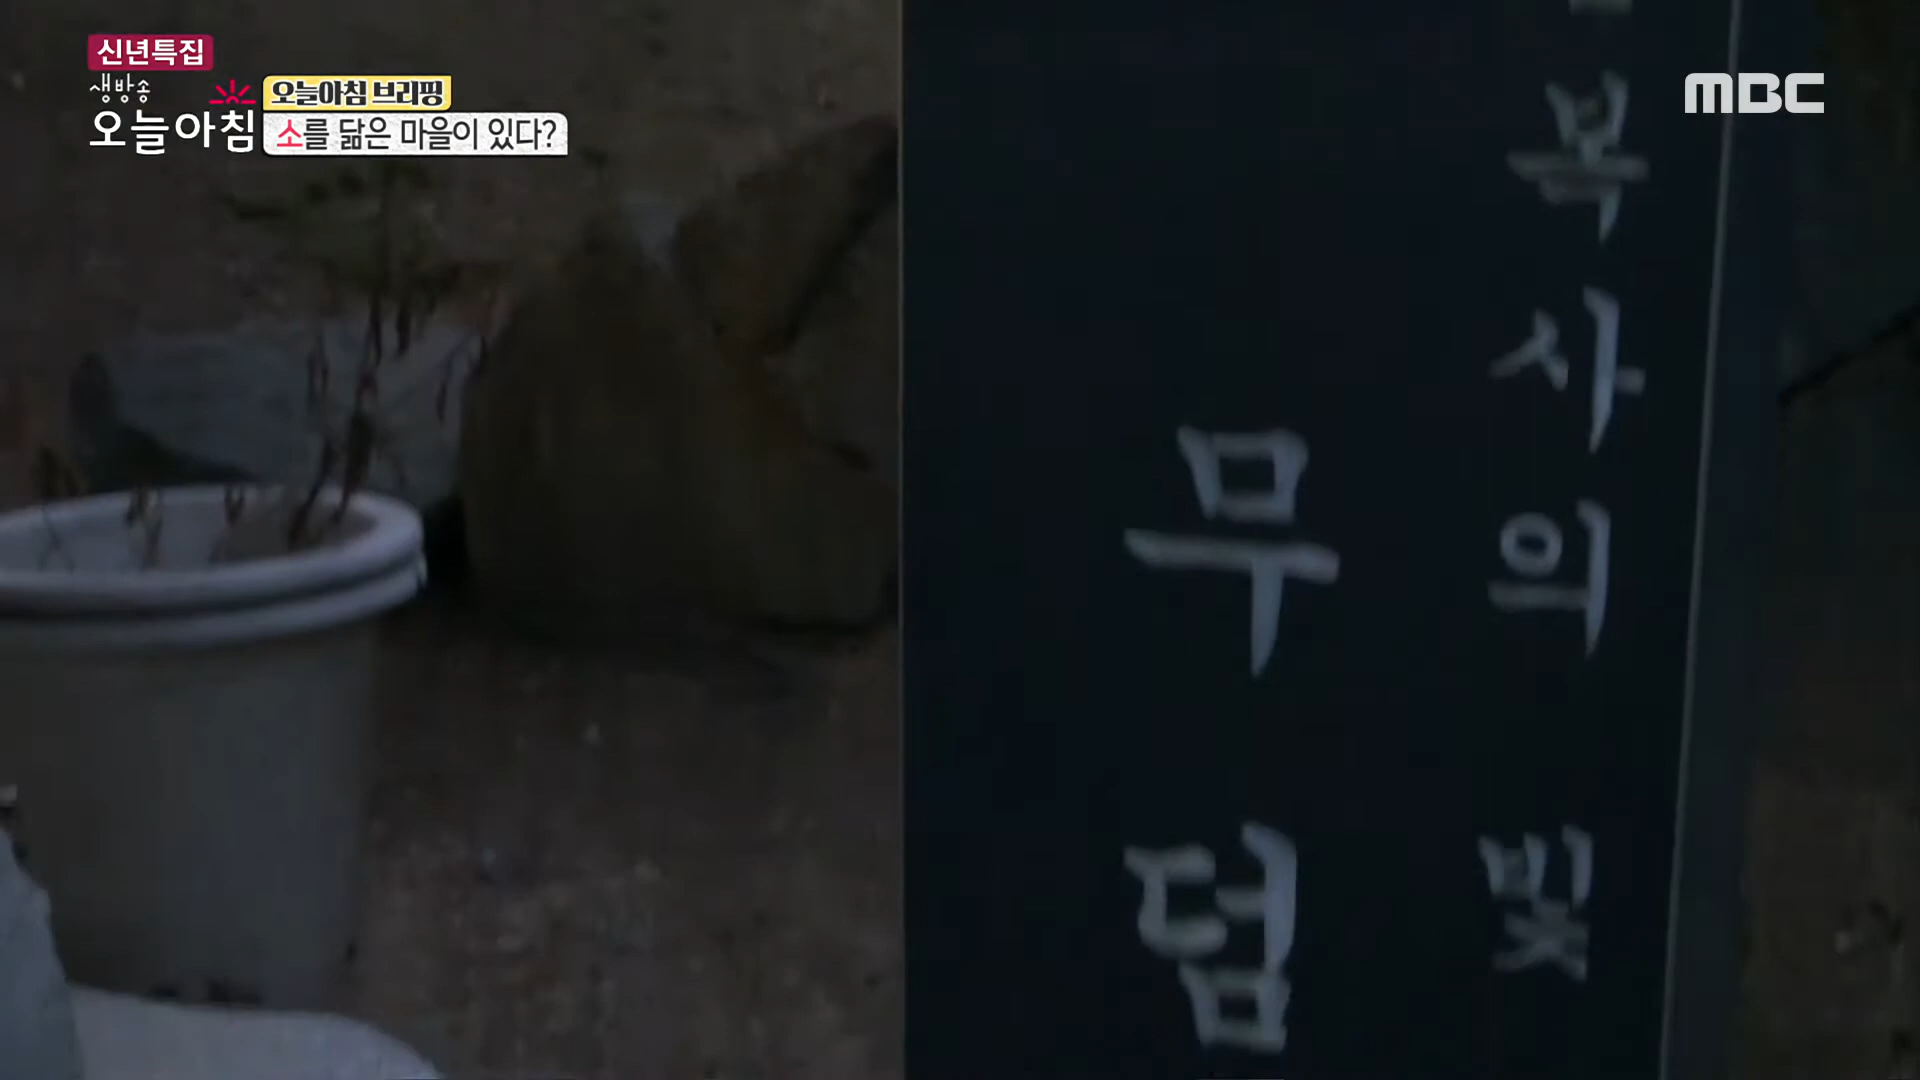 신년특집
생방송
오늘아침
오늘아침 브리핑
소를 닮은 마을이 있다?
MBC
복사의 빛
무덤